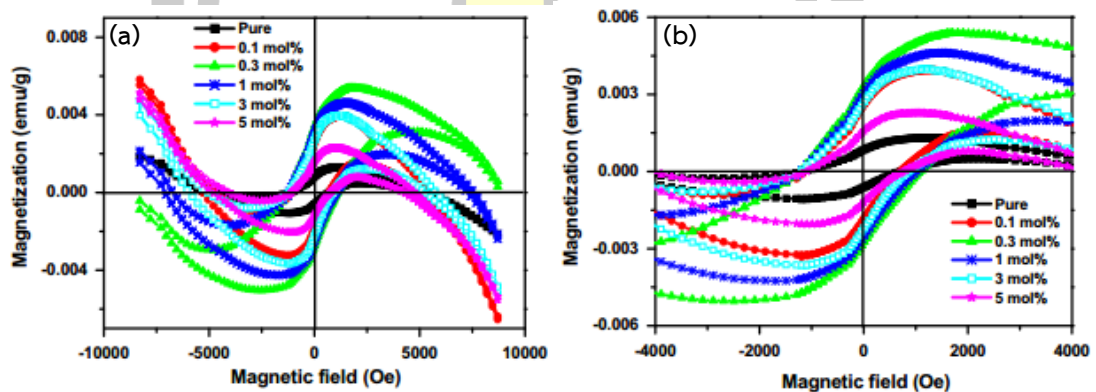 (a)
Pure
0.1 mol%
0.3 mol%
1 mol%
3 mol%
5 mol%
0.008
0.004
0.000
-0.004
Magnetization (emu/g)
-10000 -5000 0 5000 10000
Magnetic field (Oe)
(b)
0.006
0.003
0.000
-0.003
-0.006
Magnetization (emu/g)
Pure
0.1 mol%
0.3 mol%
1 mol%
3 mol%
5 mol%
-4000 -2000 0 2000 4000
Magnetic field (Oe)